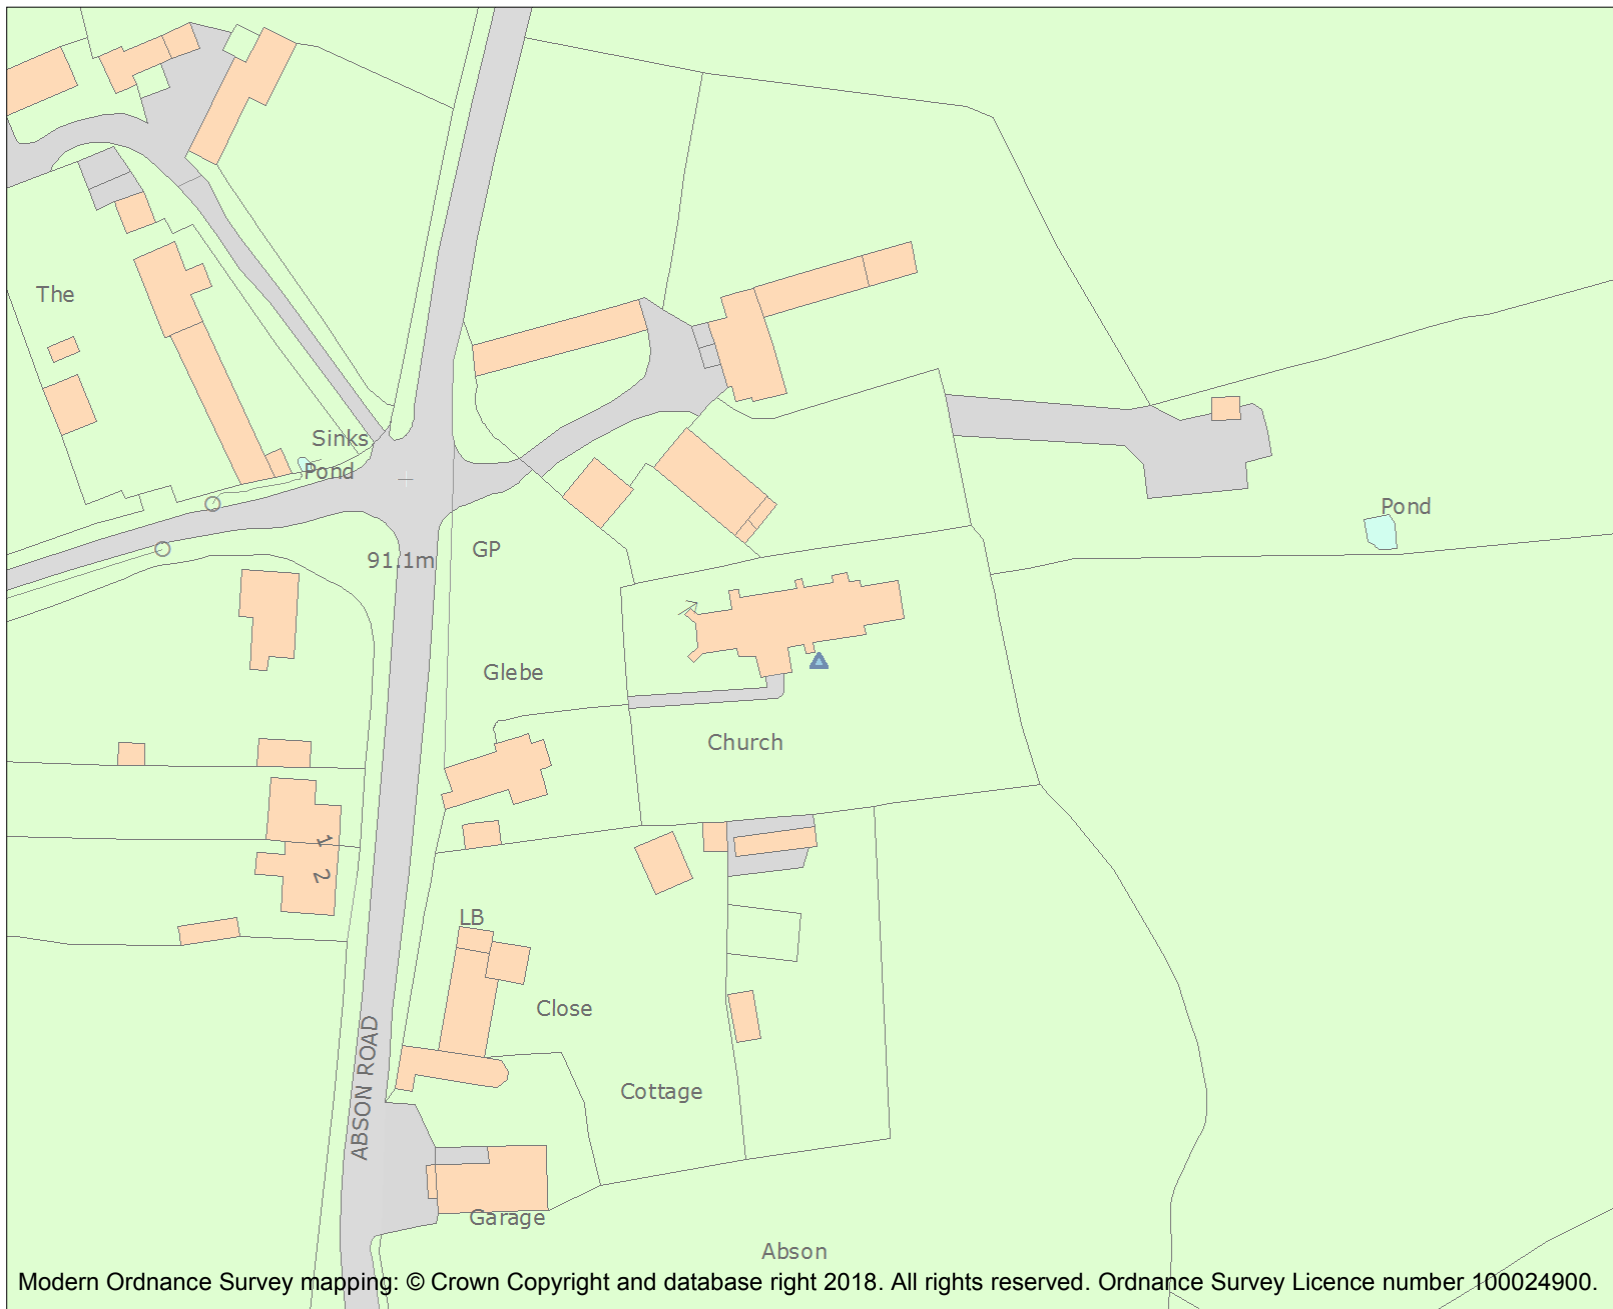 The
Sinks
Pond
Pond
GP
91.1m
Glebe
Church
1
2
LB
Close
ABSON ROAD
Cottage
Garage
Abson
Modern Ordnance Survey mapping: © Crown Copyright and database right 2018. All rights reserved. Ordnance Survey Licence number 100024900.